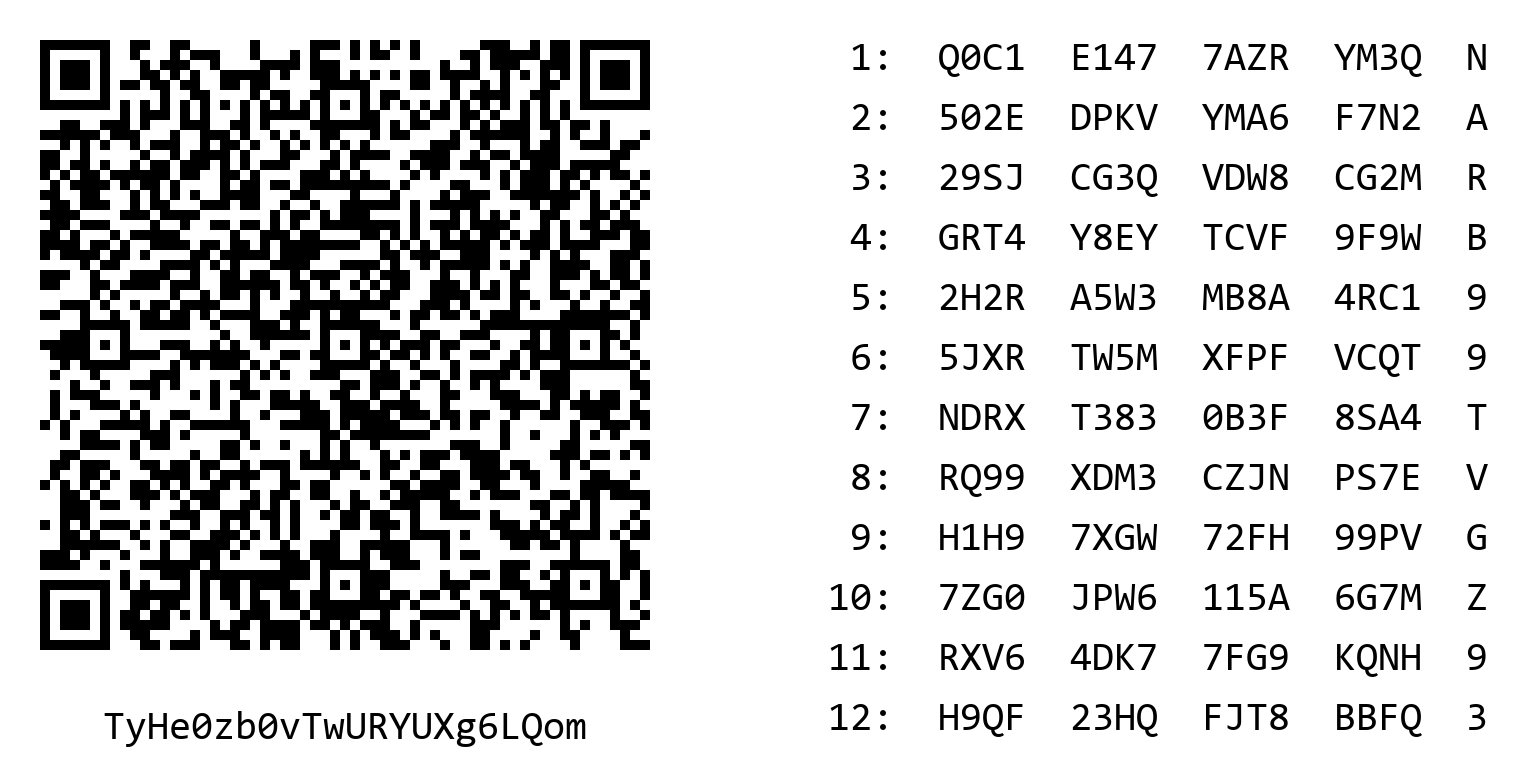 1: Q0C1 E147 7AZR YM3Q N
2: 502E DPKV YMA6 F7N2 A
3: 29SJ CG3Q VDW8 CG2M R
4: GRT4 Y8EY TCVF 9F9W B
5: 2H2R A5W3 MB8A 4RC1 9
6: 5JXR TW5M XFPF VCQT 9
7: NDRX T383 0B3F 8SA4 T
8: RQ99 XDM3 CZJN PS7E V
9: H1H9 7XGW 72FH 99PV G
10: 7ZG0 JPW6 115A 6G7M Z
11: RXV6 4DK7 7FG9 KQNH 9
12: H9QF 23HQ FJT8 BBFQ 3
TyHe0zb0vTwURYUXg6LQom